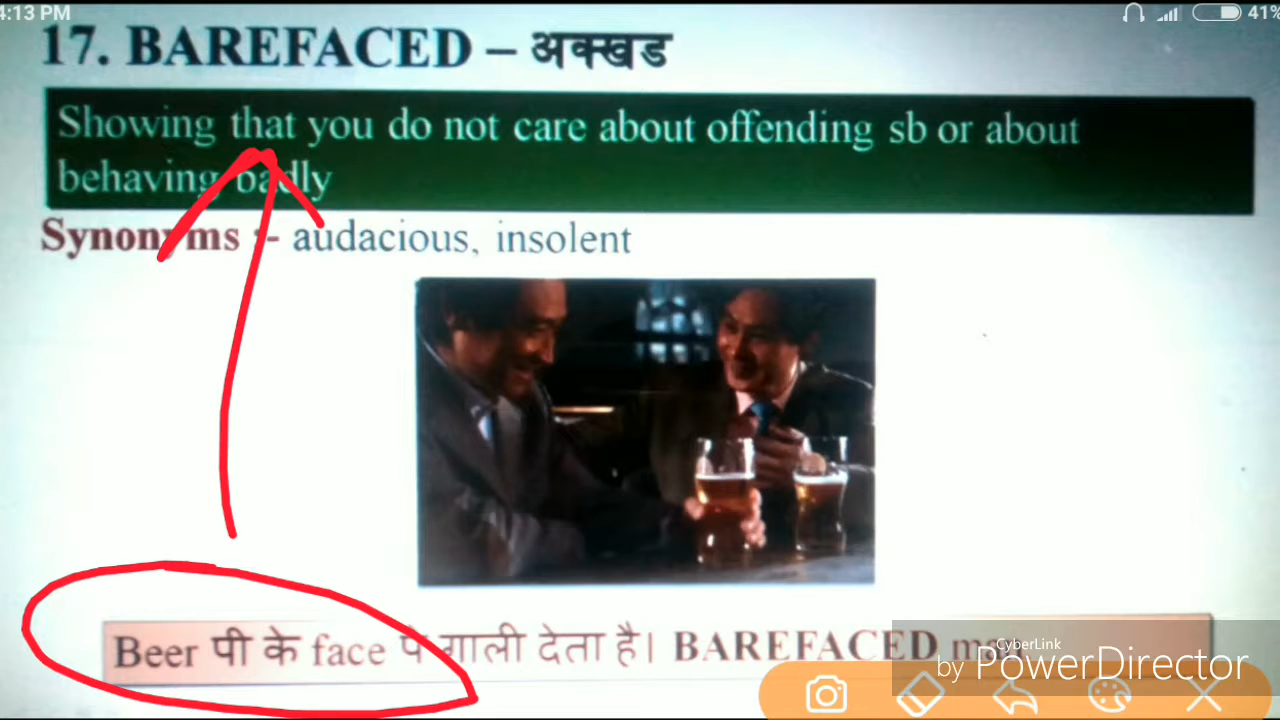 4:13 PM
41%
17. BAREFACED – अक्खड
Showing that you do not care about offending sb or about
behaving badly
Synonyms :- audacious, insolent
Beer पी के face पे गाली देता है। BAREFACED
CyberLink
by PowerDirector